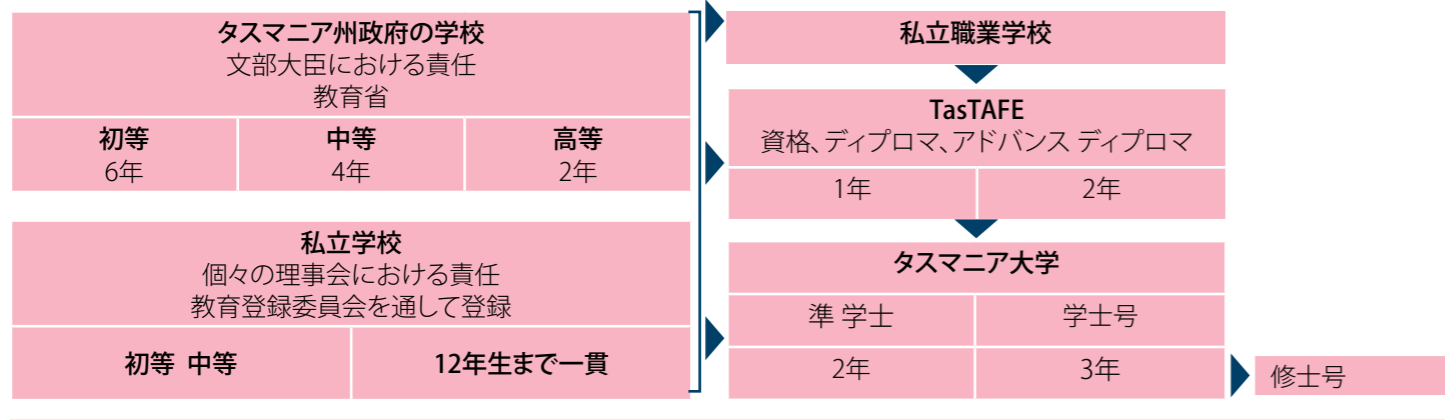 タスマニア州政府の学校
文部大臣における責任
教育省
初等
6年
中等
4年
高等
2年
私立学校
個々の理事会における責任
教育登録委員会を通して登録
初等 中等
12年生まで一貫
私立職業学校
TasTAFE
資格、ディプロマ、アドバンス ディプロマ
1年
2年
タスマニア大学
準 学士
学士号
2年
3年
修士号